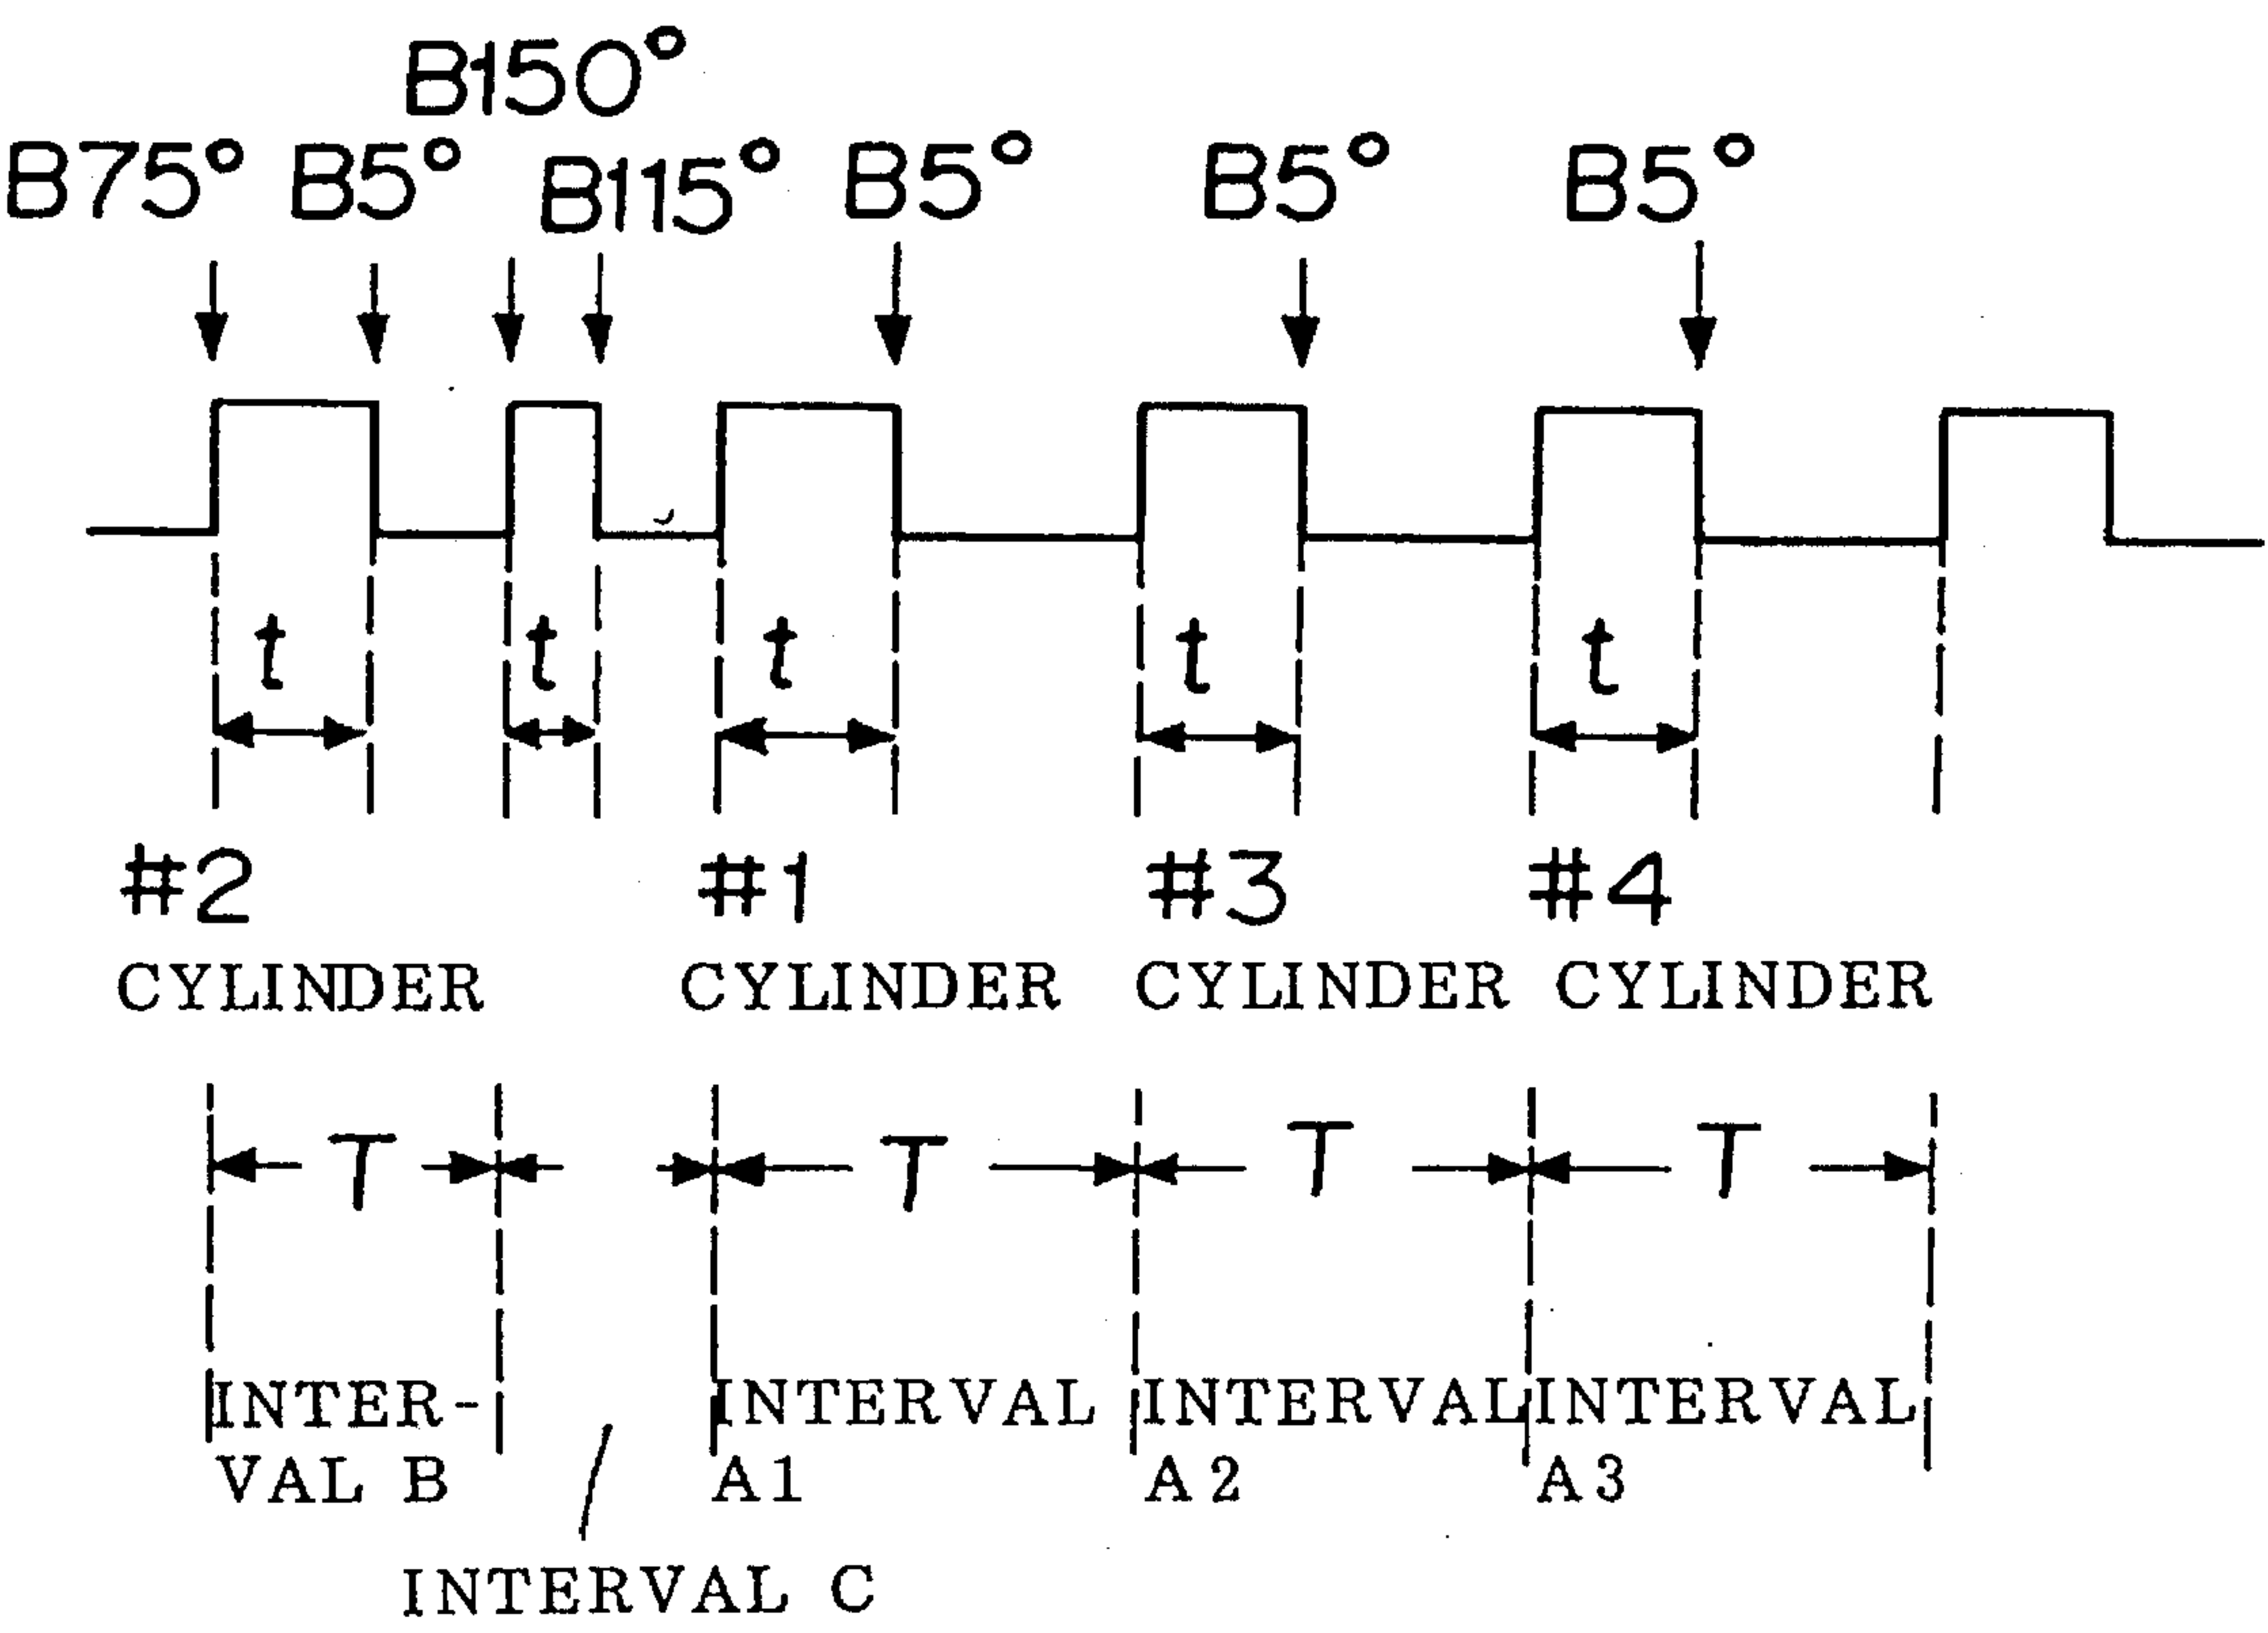 B150°
B75° B5° B115° B5° B5° B5°
t t t t t
#2 #1 #3 #4
CYLINDER CYLINDER CYLINDER CYLINDER
T T T T
INTER- INTERVAL INTERVAL INTERVAL
VAL B A1 A2 A3
INTERVAL C